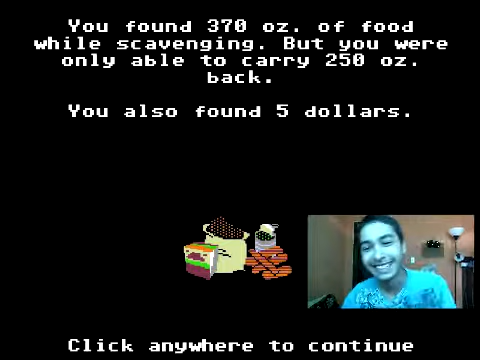 You found 370 oz. of food
while scavenging. But you were
only able to carry 250 oz.
back.
You also found 5 dollars.
Click anywhere to continue